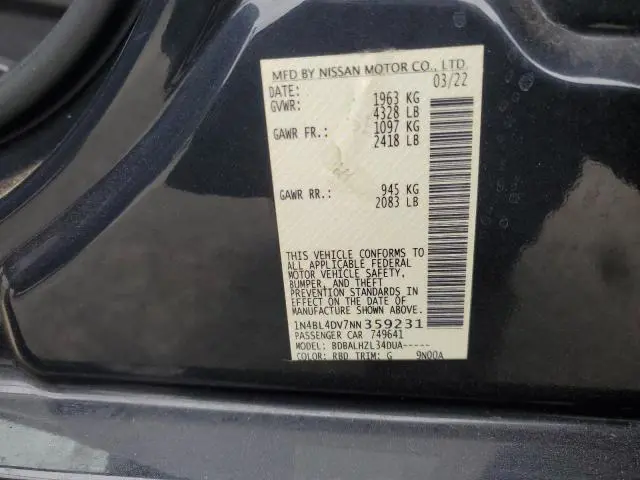 MFD BY NISSAN MOTOR CO., LTD.
DATE: 03/22
GVWR: 1963 KG
4328 LB
GAWR FR.: 1097 KG
2418 LB
GAWR RR.: 945 KG
2083 LB
THIS VEHICLE CONFORMS TO
ALL APPLICABLE FEDERAL
MOTOR VEHICLE SAFETY,
BUMPER, AND THEFT
PREVENTION STANDARDS IN
EFFECT ON THE DATE OF
MANUFACTURE SHOWN ABOVE.
1N4BL4DV7NN359231
PASSENGER CAR 749641
MODEL: BDBALHZL34DUA-----
COLOR: RBD TRIM: G 9N00A